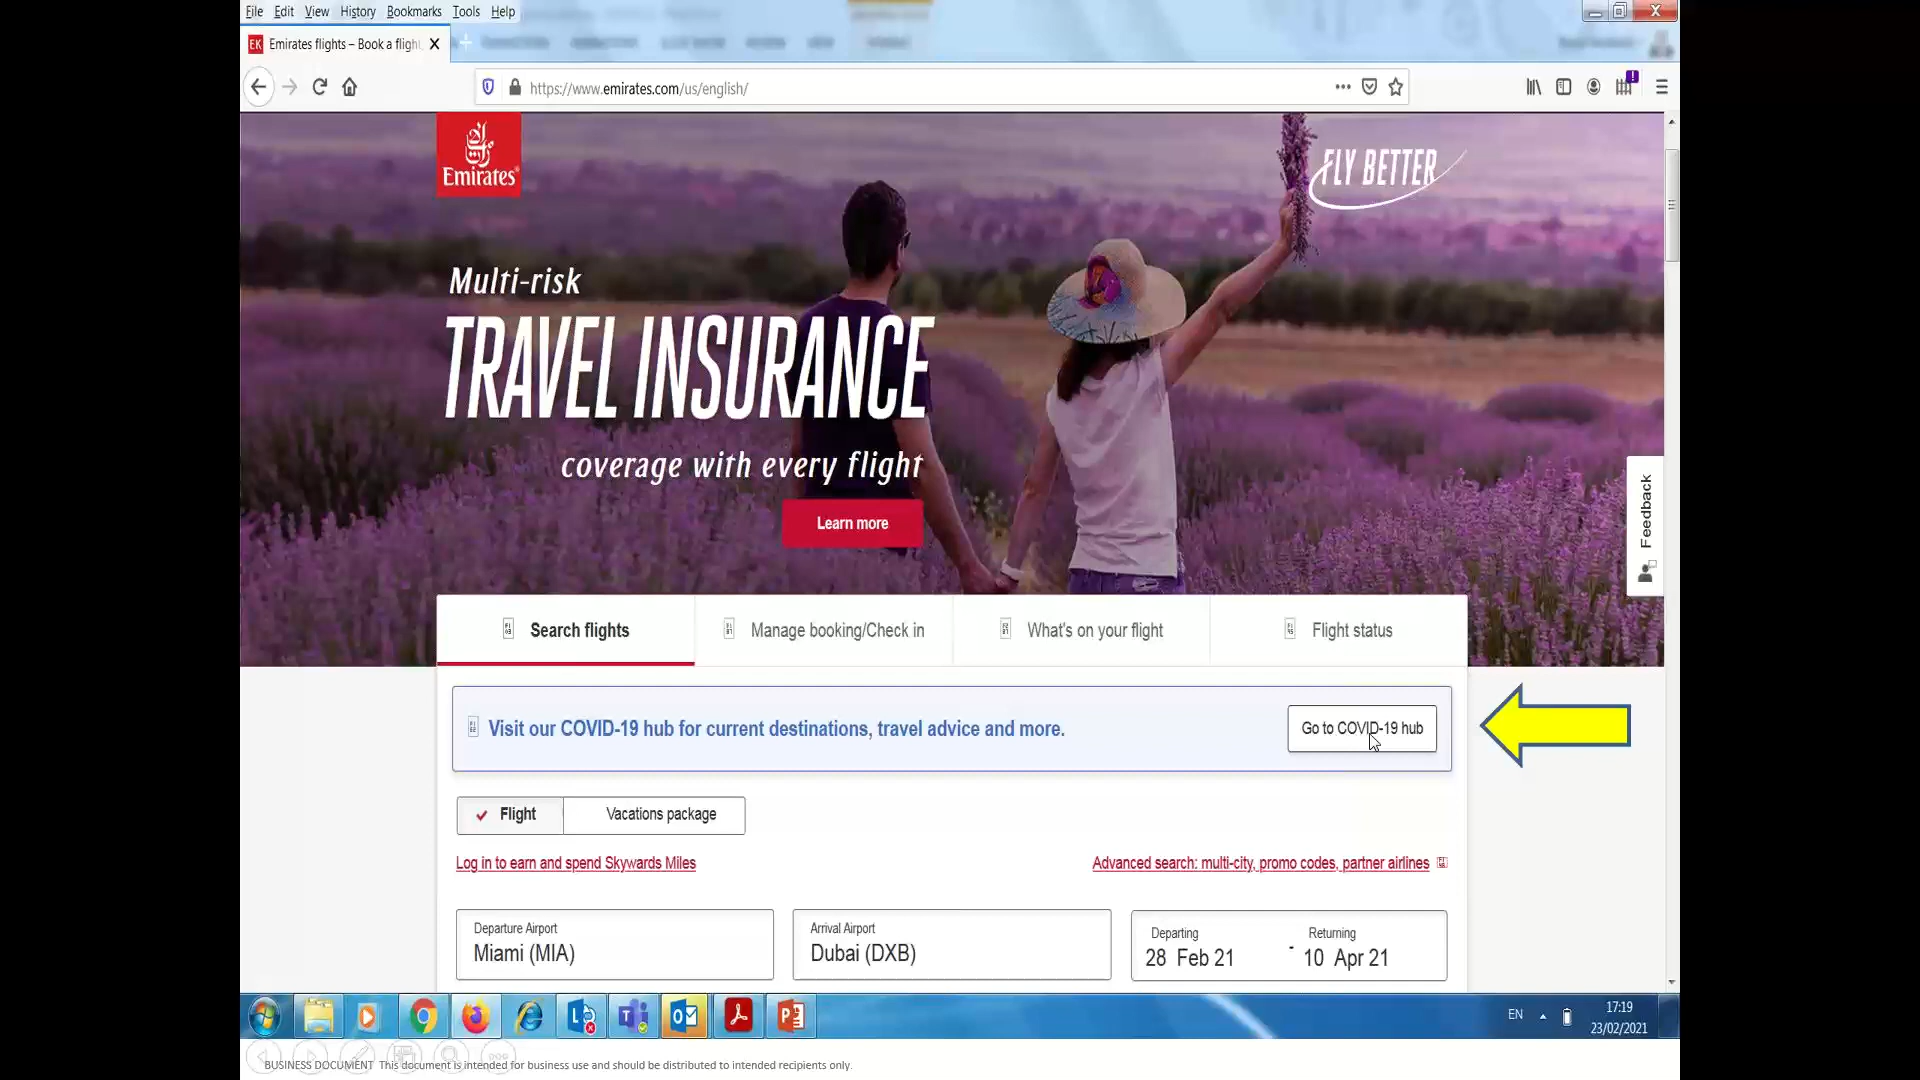 File Edit View History Bookmarks Tools Help
Emirates flights – Book a flight
https://www.emirates.com/us/english/
Emirates
FLY BETTER
Multi-risk
TRAVEL INSURANCE
coverage with every flight
Learn more
Feedback
Search flights Manage booking/Check in What's on your flight Flight status
Visit our COVID-19 hub for current destinations, travel advice and more. Go to COVID-19 hub
Flight Vacations package
Log in to earn and spend Skywards Miles Advanced search: multi-city, promo codes, partner airlines
Departure Airport Arrival Airport Departing Returning
Miami (MIA) Dubai (DXB) 28 Feb 21 - 10 Apr 21
EN 17:19
23/02/2021
BUSINESS DOCUMENT This document is intended for business use and should be distributed to intended recipients only.